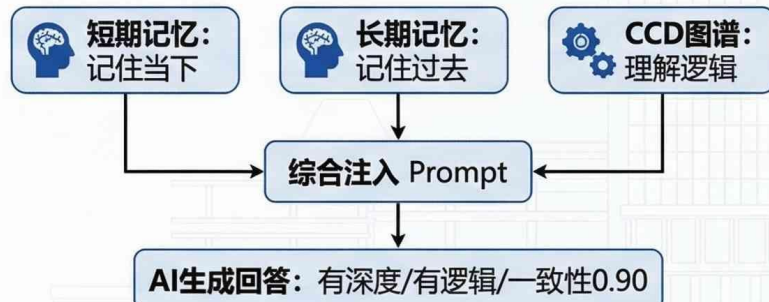 短期记忆：
记住当下
长期记忆：
记住过去
CCD图谱：
理解逻辑
综合注入 Prompt
AI生成回答：有深度/有逻辑/一致性0.90